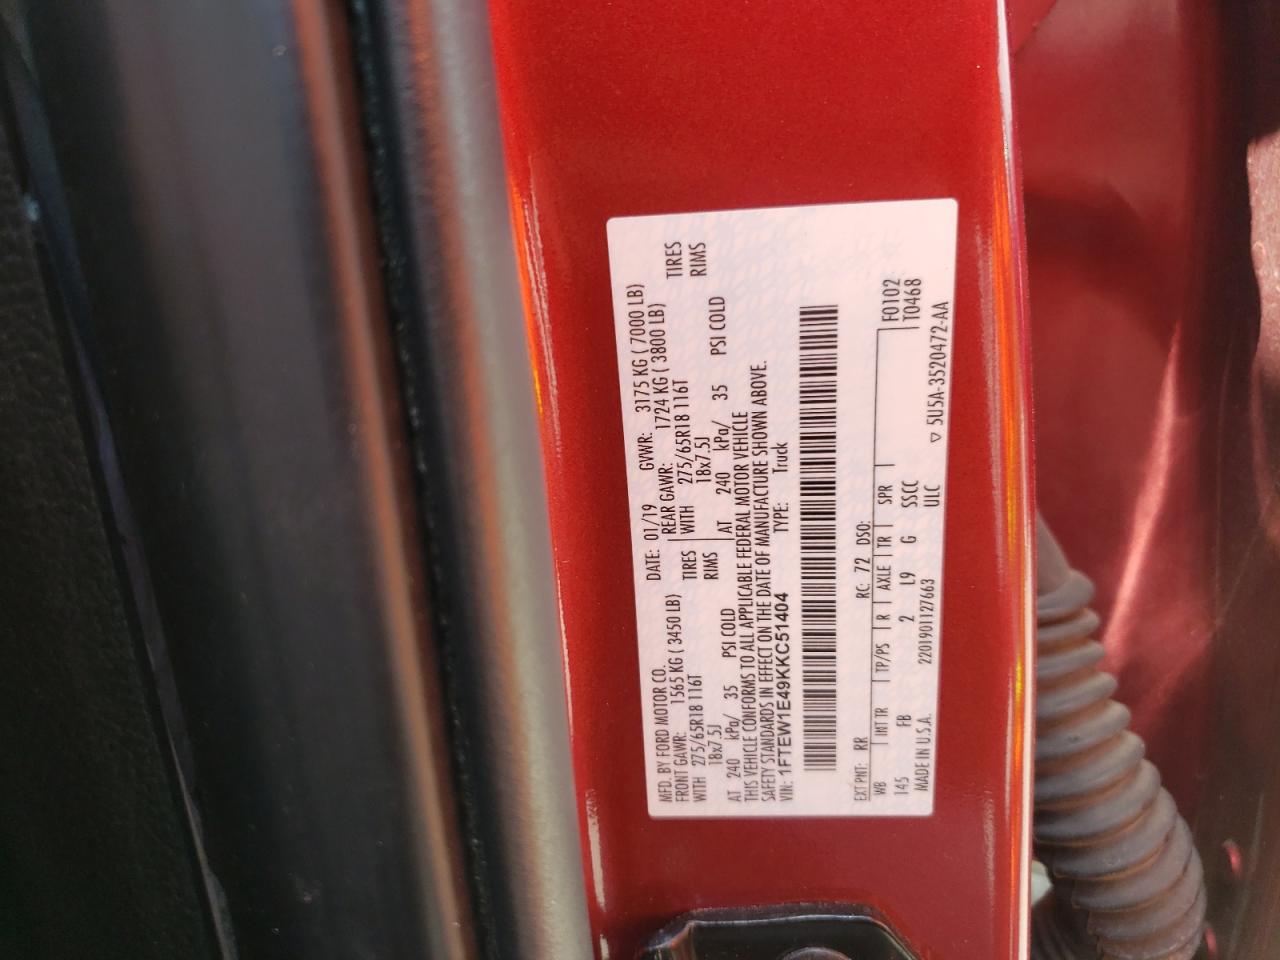 MFD. BY FORD MOTOR CO. DATE: 01/19 GVWR: 3175 KG ( 7000 LB)
FRONT GAWR: 1565 KG ( 3450 LB) REAR GAWR: 1724 KG ( 3800 LB)
WITH 275/65R18 116T TIRES WITH 275/65R18 116T TIRES
18x7.5J RIMS 18x7.5J RIMS
AT 240 kPa/ 35 PSI COLD AT 240 kPa/ 35 PSI COLD
THIS VEHICLE CONFORMS TO ALL APPLICABLE FEDERAL MOTOR VEHICLE
SAFETY STANDARDS IN EFFECT ON THE DATE OF MANUFACTURE SHOWN ABOVE.
VIN: 1FTEW1E49KKC51404 TYPE: Truck
EXT PNT: RR RC: 72 DSO:
WB INT TR TP/PS R AXLE TR SPR F0102
145 FB 2 L9 G SSCC T0468
ULC
MADE IN U.S.A. 2201901127663 ▽ 5U5A-3520472-AA